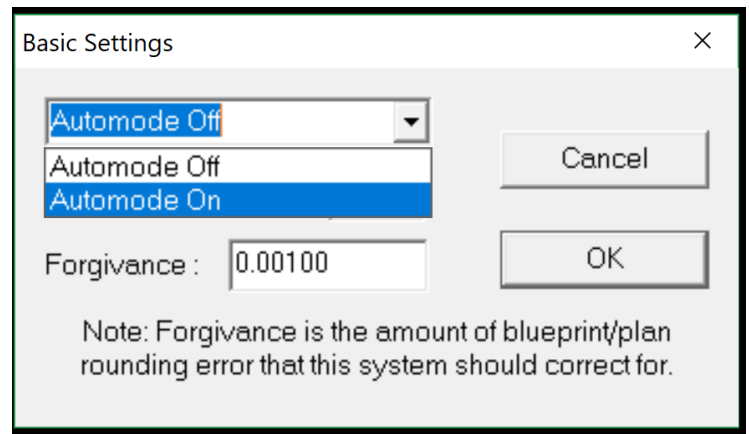 Basic Settings
Automode Off
Automode Off
Automode On
Cancel
OK
Forgivance :
0.00100
Note: Forgivance is the amount of blueprint/plan
rounding error that this system should correct for.